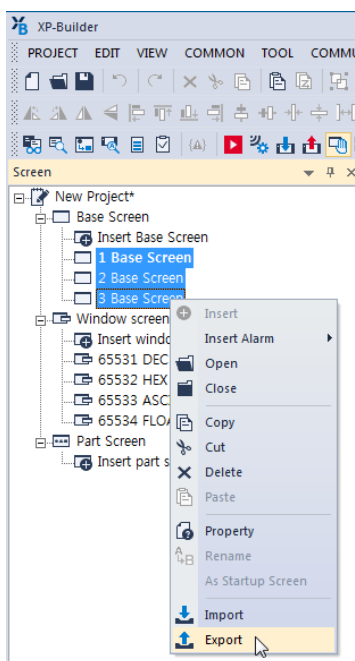 XP-Builder
PROJECT EDIT VIEW COMMON TOOL COMMU
Screen
New Project*
Base Screen
Insert Base Screen
1 Base Screen
2 Base Screen
3 Base Screen
Window screen
Insert windo
65531 DEC
65532 HEX
65533 ASC
65534 FLOA
Part Screen
Insert part s
Insert
Insert Alarm
Open
Close
Copy
Cut
Delete
Paste
Property
Rename
As Startup Screen
Import
Export